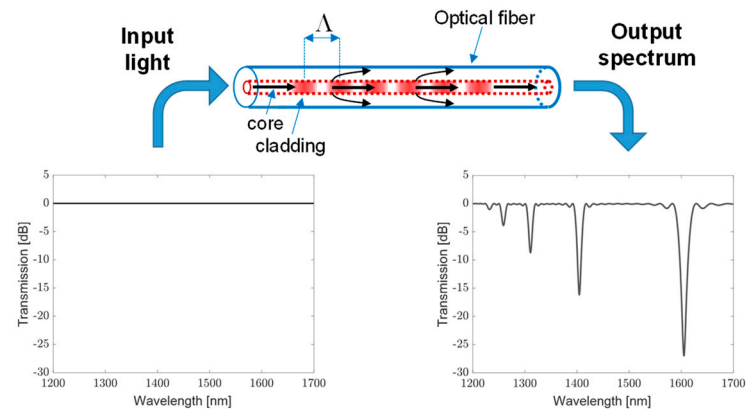 Λ
Optical fiber
Input
light
Output
spectrum
core
cladding
5
0
-5
-10
-15
-20
-25
-30
Transmission [dB]
1200 1300 1400 1500 1600 1700
Wavelength [nm]
5
0
-5
-10
-15
-20
-25
-30
Transmission [dB]
1200 1300 1400 1500 1600 1700
Wavelength [nm]